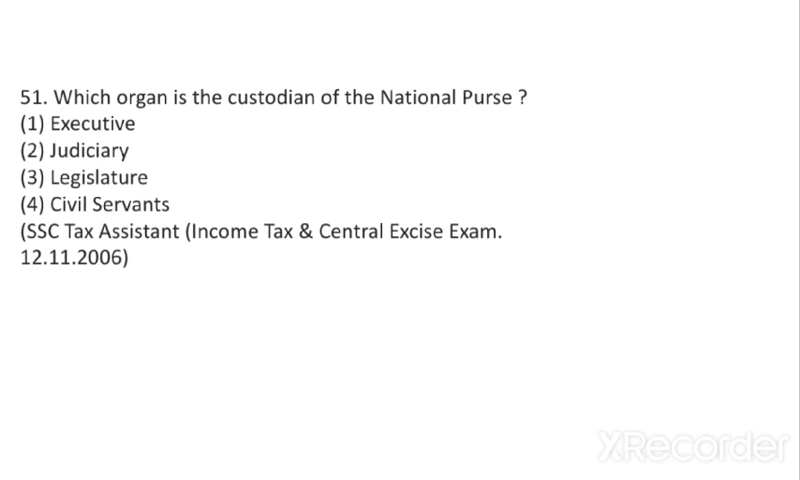 51. Which organ is the custodian of the National Purse ?
(1) Executive
(2) Judiciary
(3) Legislature
(4) Civil Servants
(SSC Tax Assistant (Income Tax & Central Excise Exam.
12.11.2006)
XRecorder